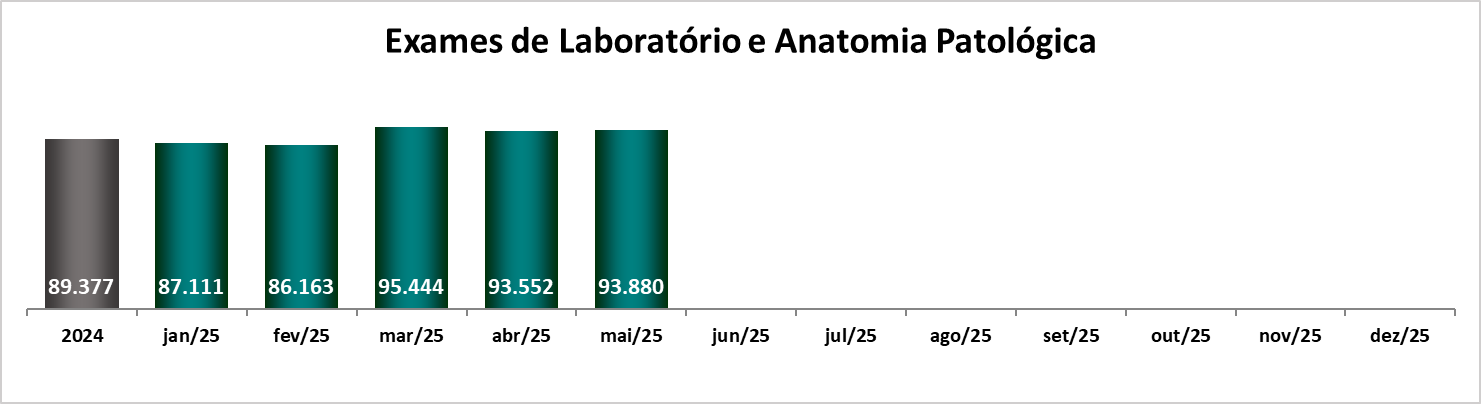 Exames de Laboratório e Anatomia Patológica
89.377 87.111 86.163 95.444 93.552 93.880
2024 jan/25 fev/25 mar/25 abr/25 mai/25 jun/25 jul/25 ago/25 set/25 out/25 nov/25 dez/25